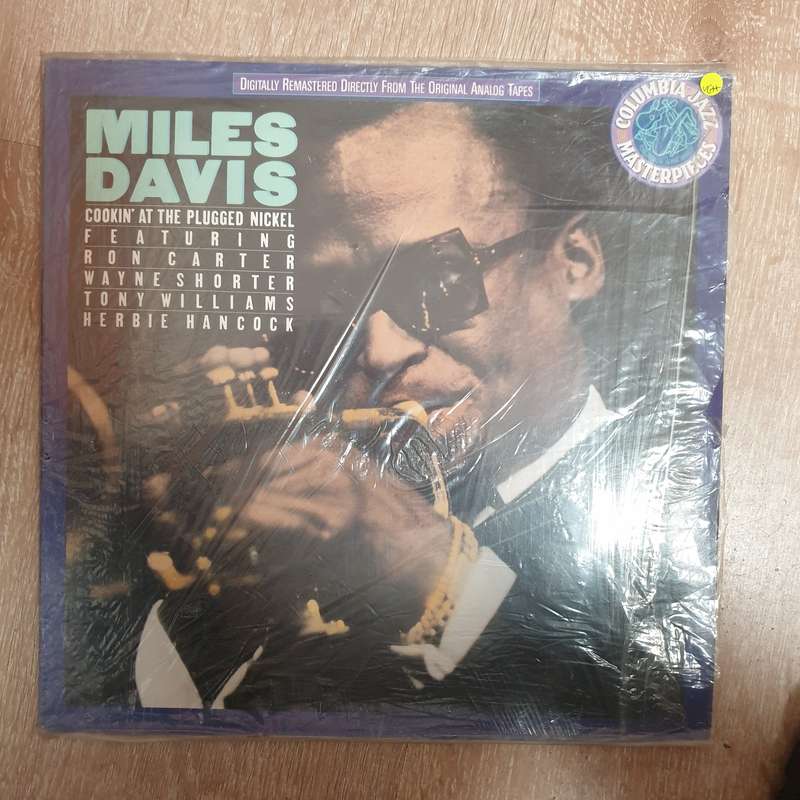 DIGITALLY REMASTERED DIRECTLY FROM THE ORIGINAL ANALOG TAPES
MILES
DAVIS
COOKIN' AT THE PLUGGED NICKEL
FEATURING
RON CARTER
WAYNE SHORTER
TONY WILLIAMS
HERBIE HANCOCK
COLUMBIA JAZZ
MASTERPIECES